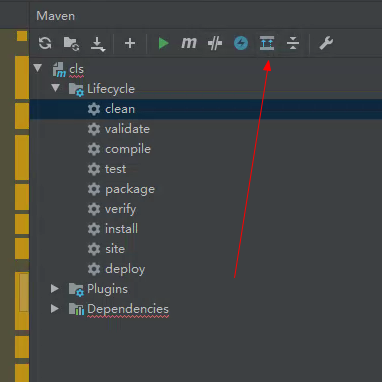 Maven
cls
Lifecycle
clean
validate
compile
test
package
verify
install
site
deploy
Plugins
Dependencies